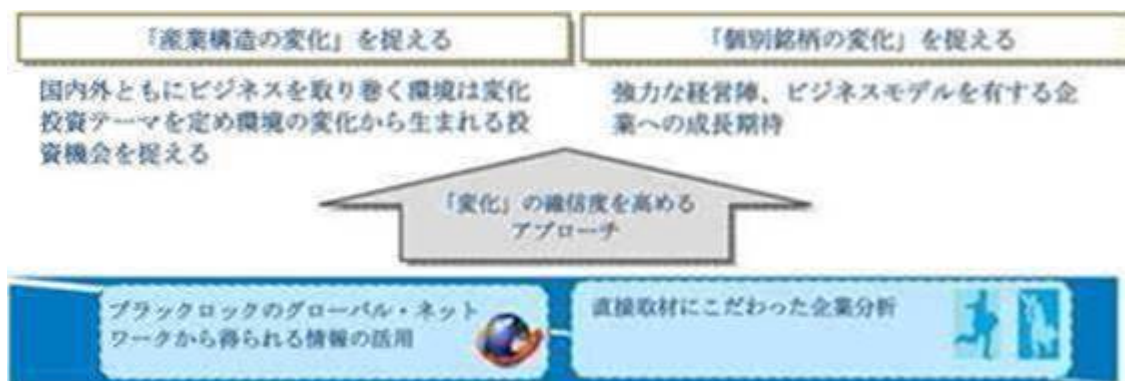 「産業構造の変化」を捉える
国内外ともにビジネスを取り巻く環境は変化
投資テーマを定め環境の変化から生まれる投
資機会を捉える
「個別銘柄の変化」を捉える
強力な経営陣、ビジネスモデルを有する企
業への成長期待
「変化」の確信度を高める
アプローチ
ブラックロックのグローバル・ネット
ワークから得られる情報の活用
直接取材にこだわった企業分析